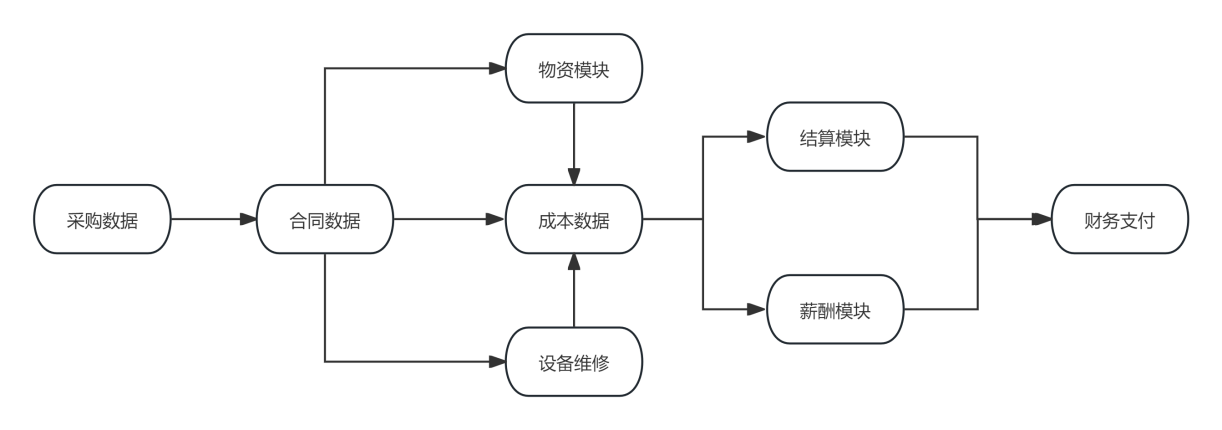 物资模块
结算模块
采购数据
合同数据
成本数据
财务支付
薪酬模块
设备维修